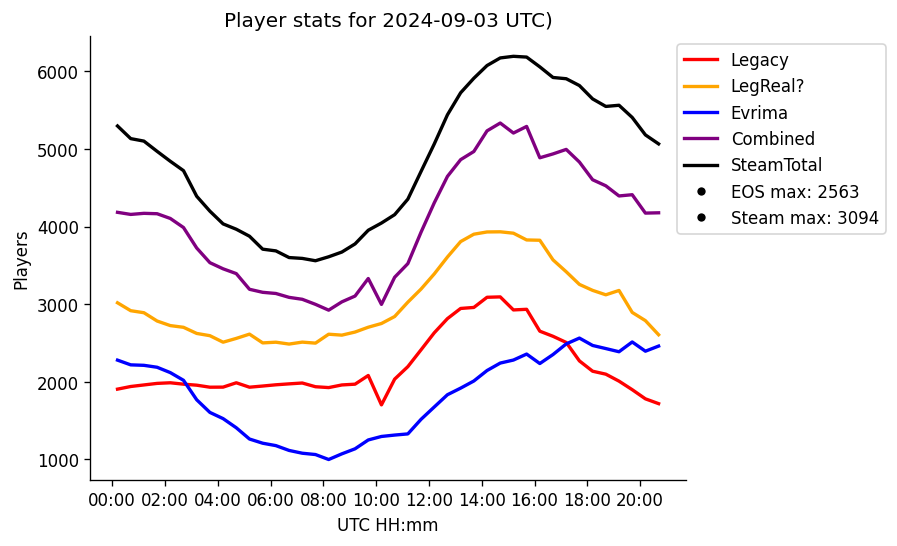 Player stats for 2024-09-03 UTC)
Legacy
LegReal?
Evrima
Combined
SteamTotal
EOS max: 2563
Steam max: 3094
Players
6000
5000
4000
3000
2000
1000
00:00 02:00 04:00 06:00 08:00 10:00 12:00 14:00 16:00 18:00 20:00
UTC HH:mm